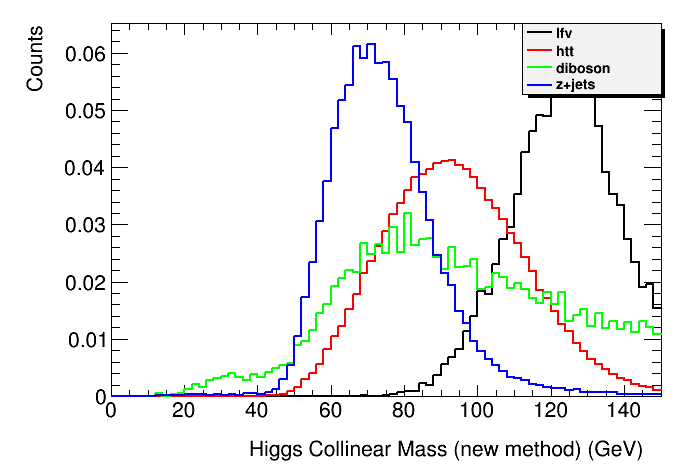 Counts
0.06
0.05
0.04
0.03
0.02
0.01
0
0 20 40 60 80 100 120 140
Higgs Collinear Mass (new method) (GeV)
lfv
htt
diboson
z+jets